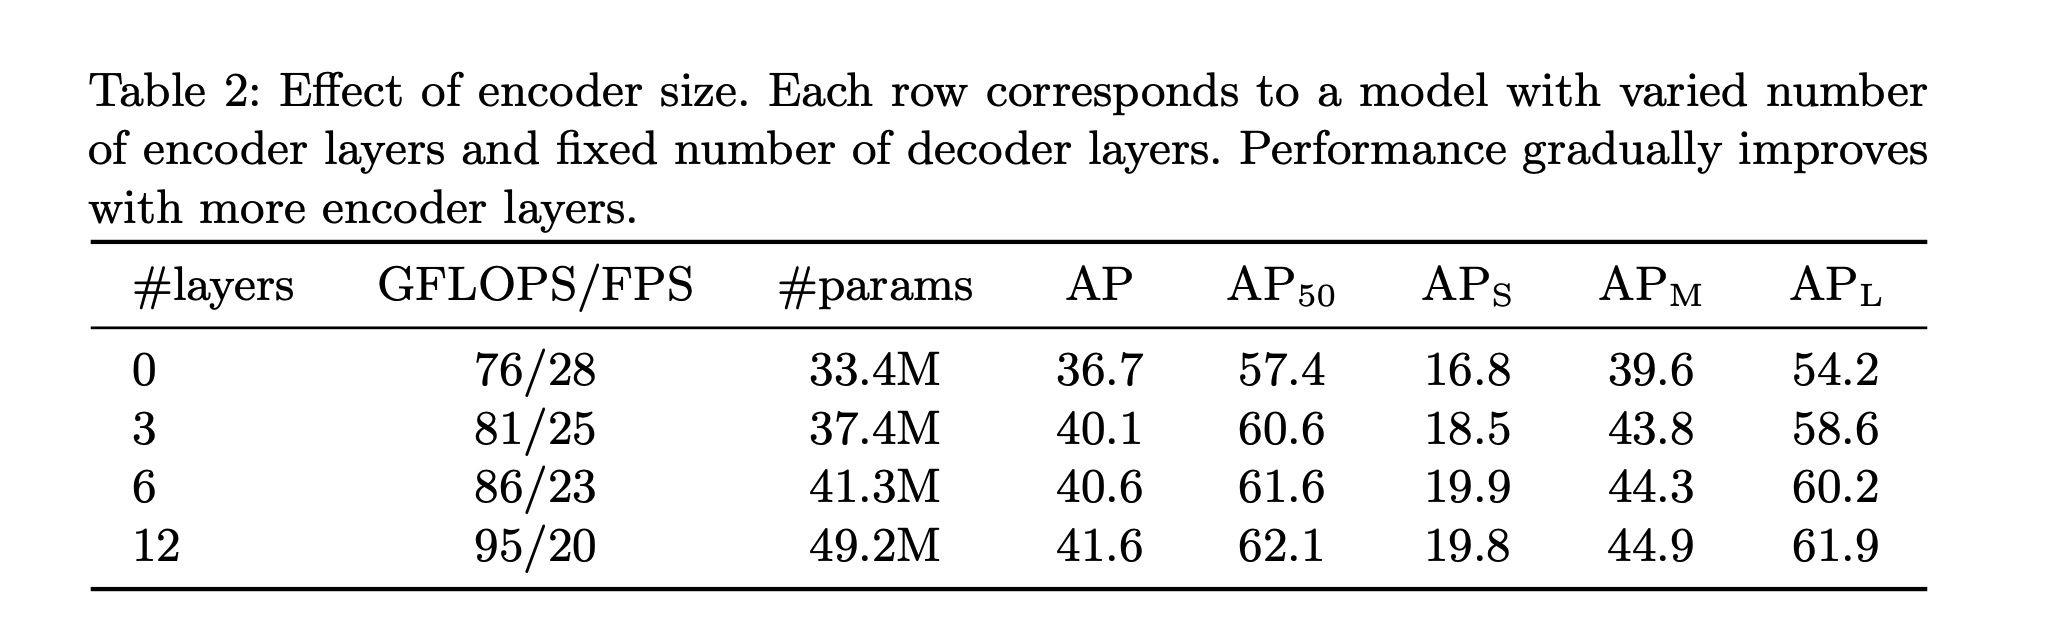 Table 2: Effect of encoder size. Each row corresponds to a model with varied number
of encoder layers and fixed number of decoder layers. Performance gradually improves
with more encoder layers.
#layers GFLOPS/FPS #params AP AP50 APS APM APL
0 76/28 33.4M 36.7 57.4 16.8 39.6 54.2
3 81/25 37.4M 40.1 60.6 18.5 43.8 58.6
6 86/23 41.3M 40.6 61.6 19.9 44.3 60.2
12 95/20 49.2M 41.6 62.1 19.8 44.9 61.9